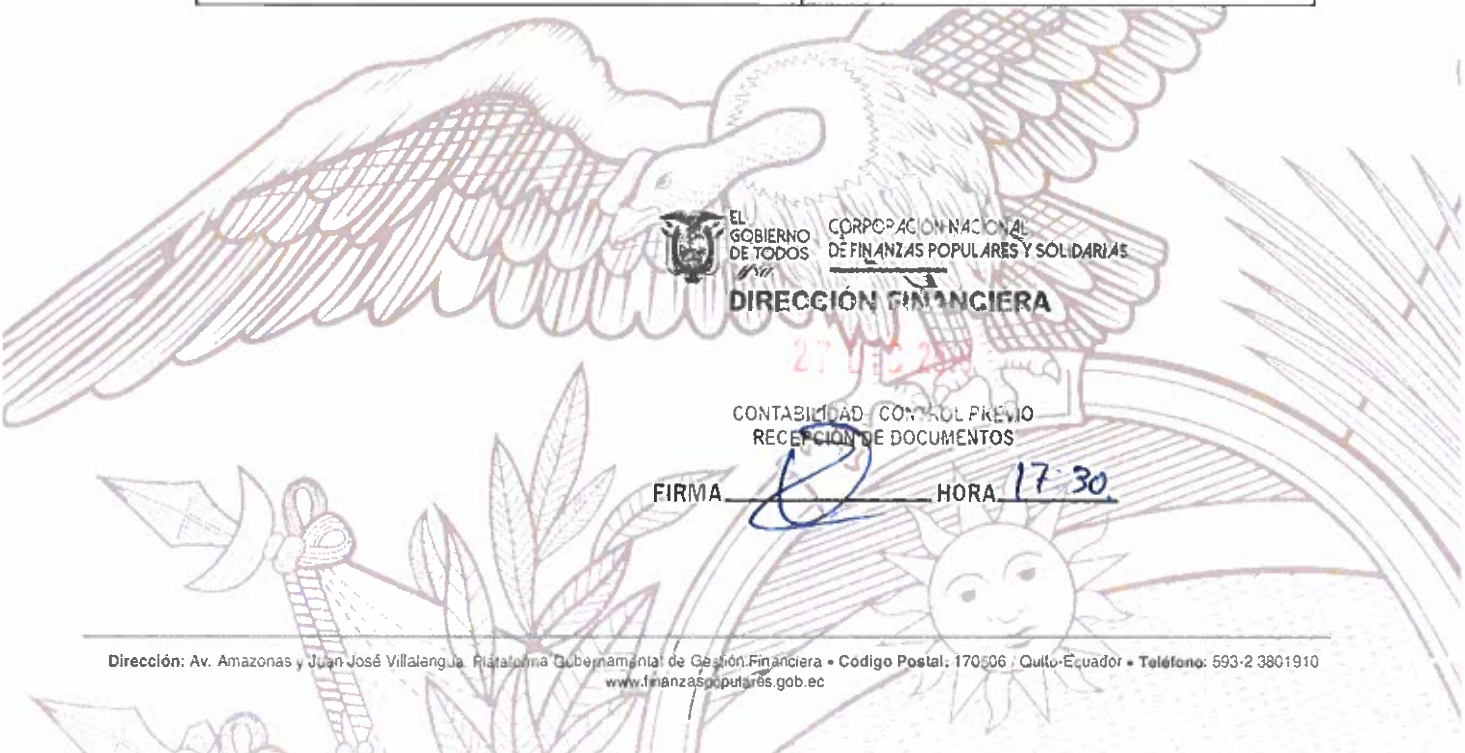 EL
GOBIERNO
DE TODOS
CORPORACIÓN NACIONAL
DE FINANZAS POPULARES Y SOLIDARIAS
DIRECCIÓN FINANCIERA
27 DIC
CONTABILIDAD - CONTROL PREVIO
RECEPCIÓN DE DOCUMENTOS
FIRMA HORA 17:30
Dirección: Av. Amazonas y Juan José Villalengua. Plataforma Gubernamental de Gestión Financiera • Código Postal: 170506 / Quito-Ecuador • Teléfono: 593-2 3801910
www.finanzaspopulares.gob.ec